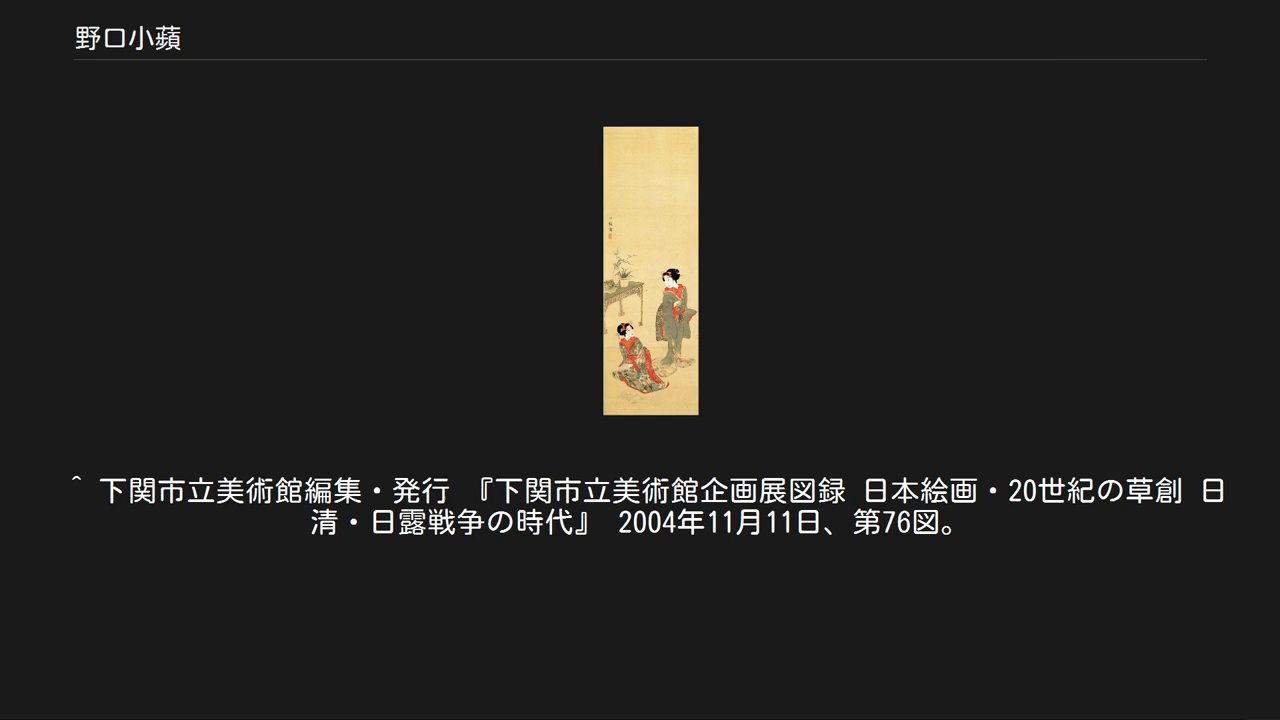 野口小蘋
^ 下関市立美術館編集・発行 『下関市立美術館企画展図録 日本絵画・20世紀の草創 日
清・日露戦争の時代』 2004年11月11日、第76図。